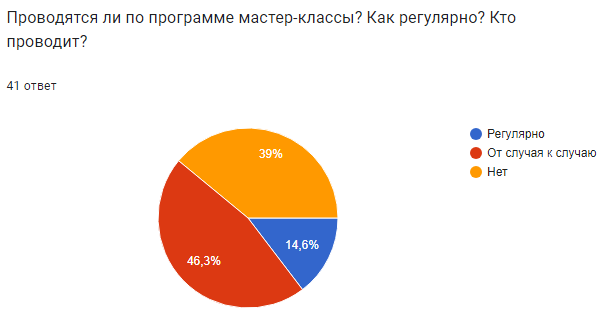 Проводятся ли по программе мастер-классы? Как регулярно? Кто
проводит?
41 ответ
39%
14,6%
46,3%
Регулярно
От случая к случаю
Нет